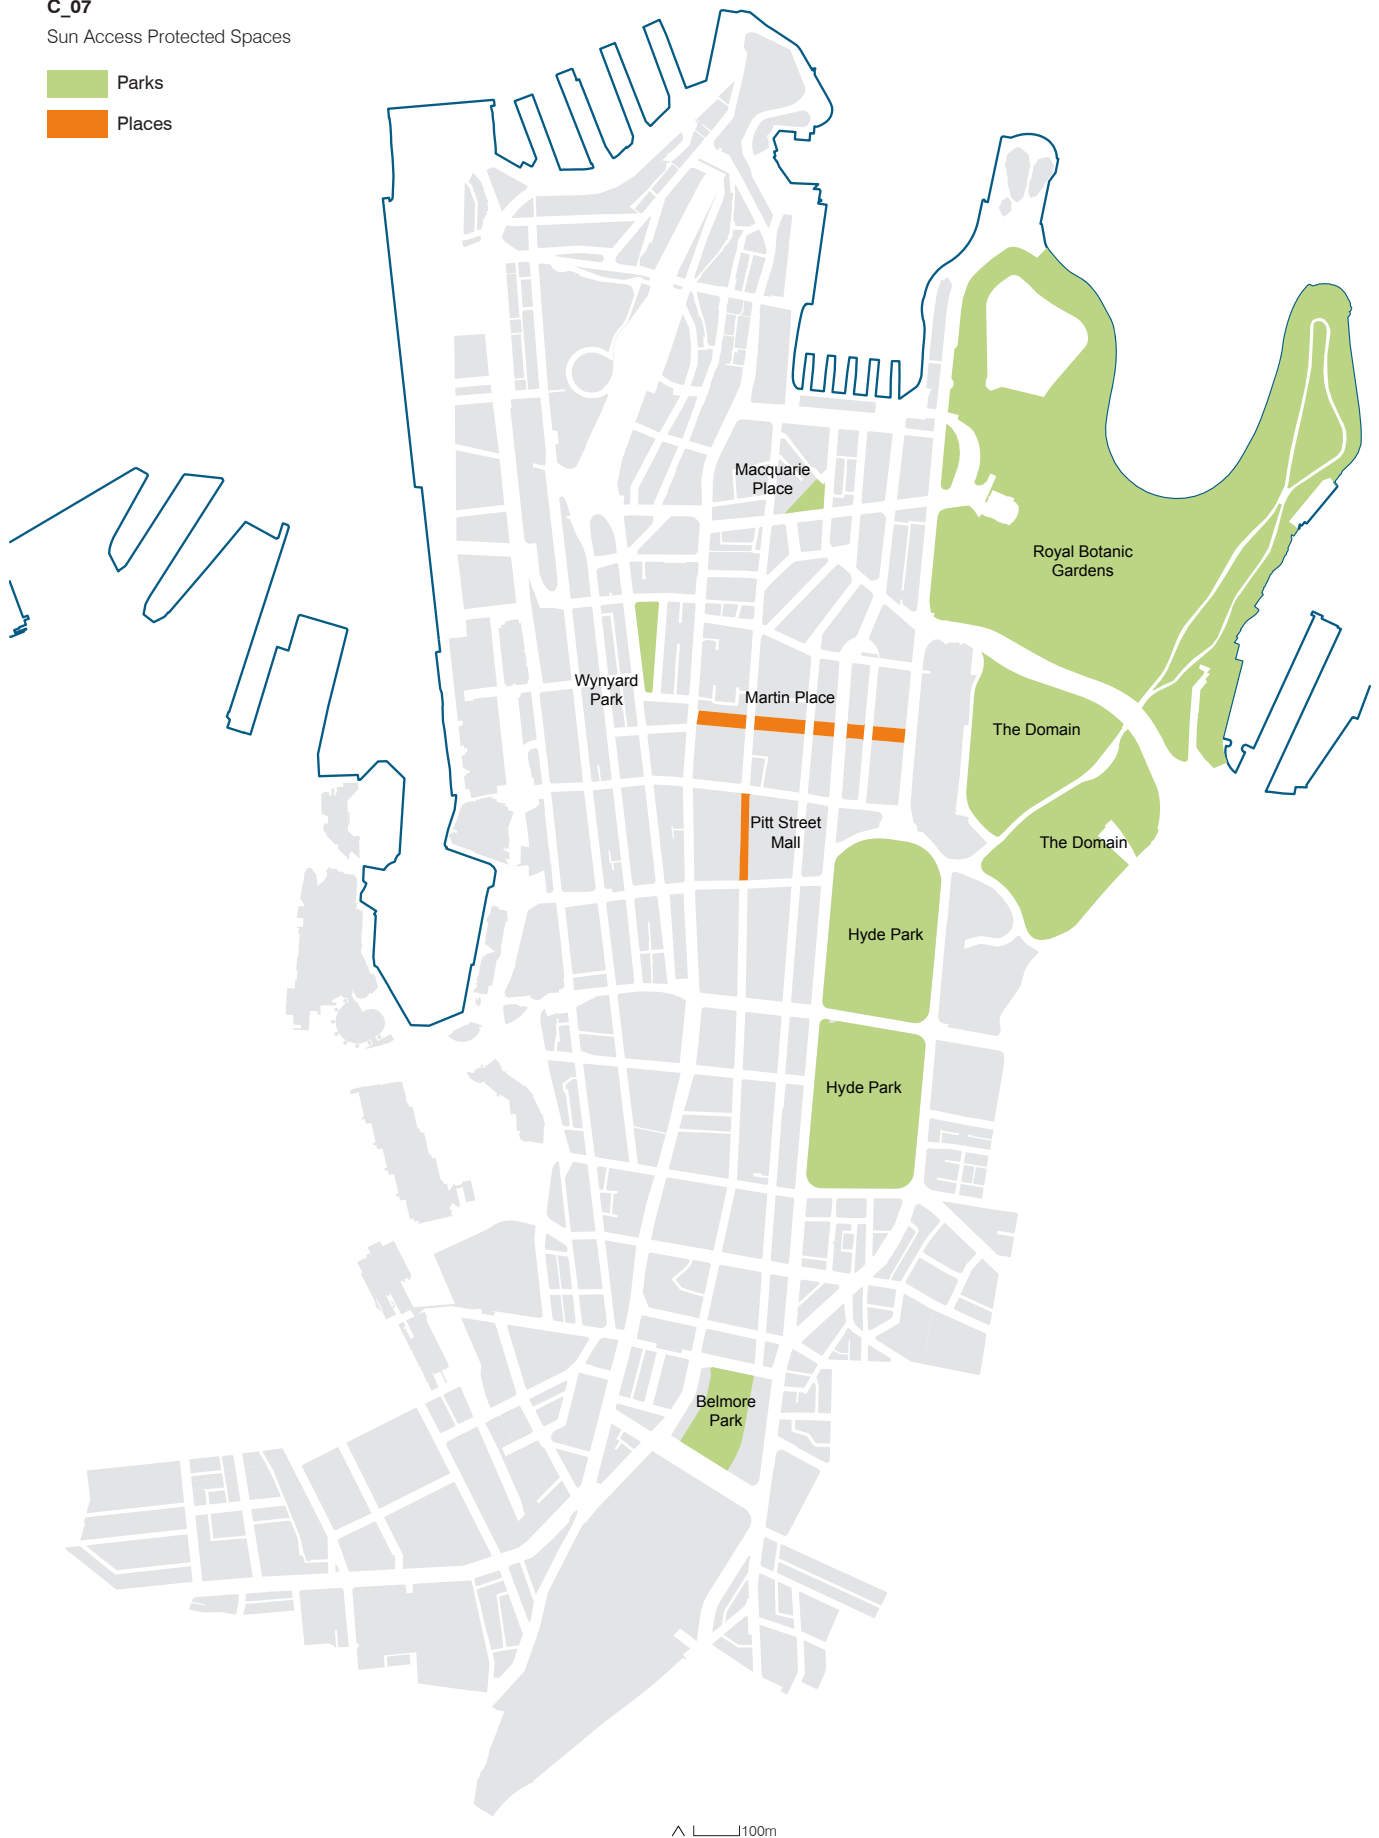 C_07
Sun Access Protected Spaces
Parks
Places
Macquarie
Place
Royal Botanic
Gardens
Wynyard
Park
Martin Place
The Domain
Pitt Street
Mall
The Domain
Hyde Park
Hyde Park
Belmore
Park
100m